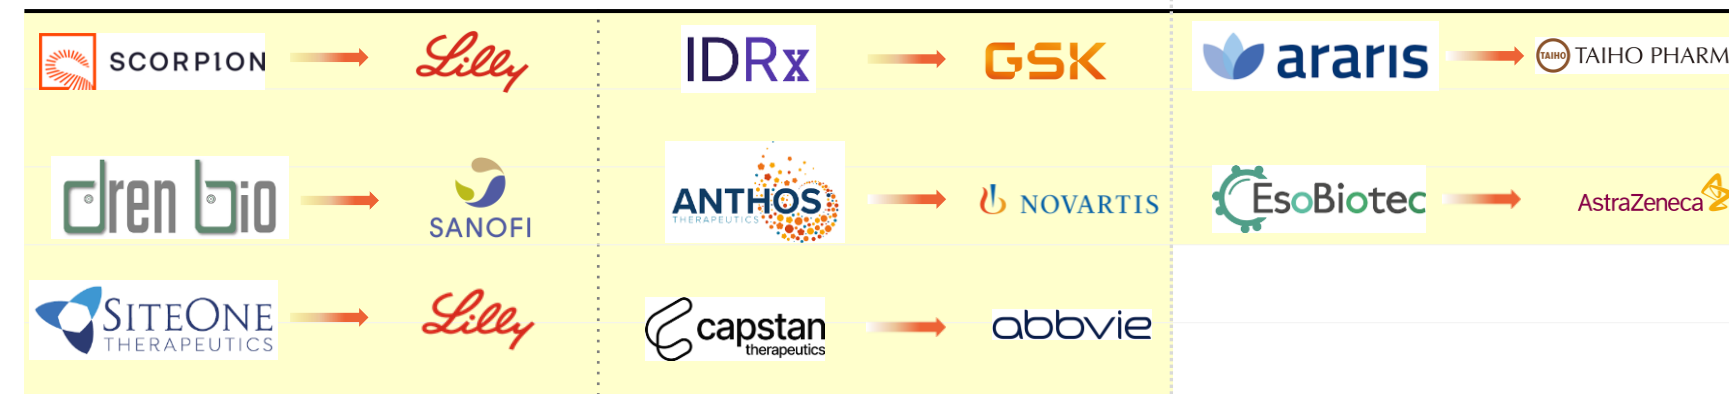 SCORPION
Lilly
IDRx
GSK
araris
TAIHO
TAIHO PHARM
dren bio
SANOFI
ANTHOS
THERAPEUTICS
NOVARTIS
EsoBiotec
AstraZeneca
SITEONE
THERAPEUTICS
Lilly
capstan
therapeutics
abbvie